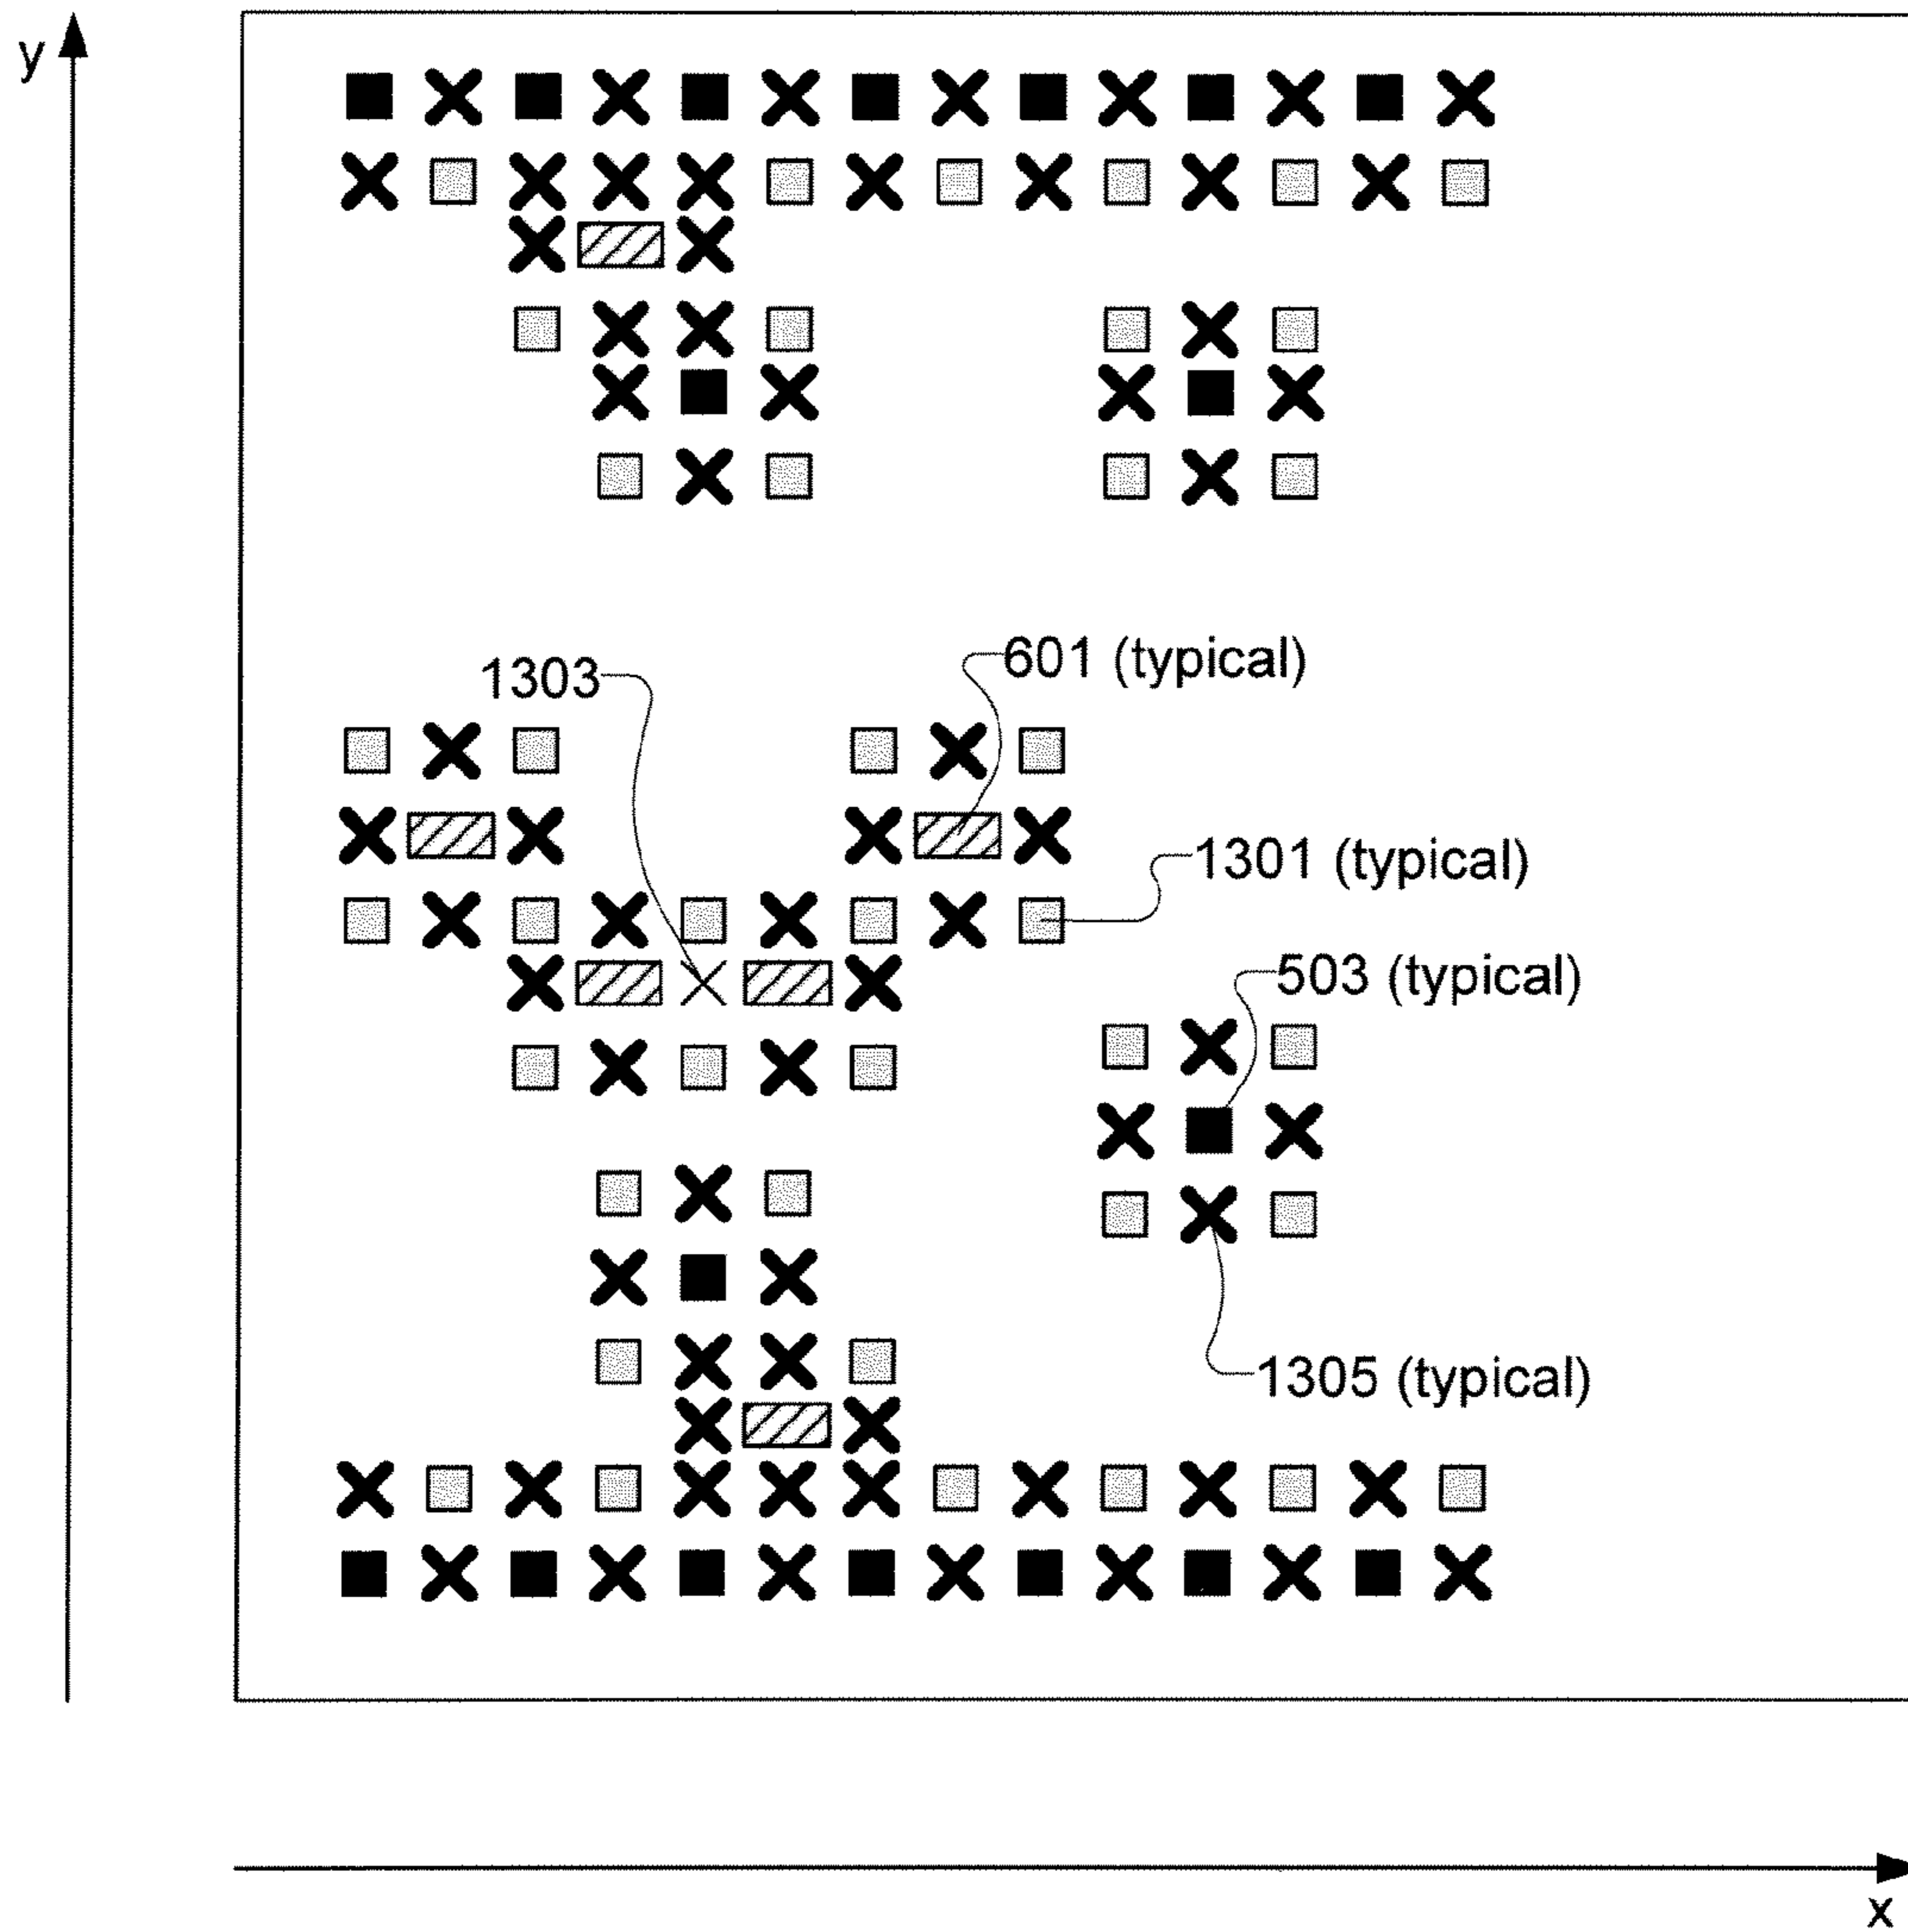 y
601 (typical)
1303
1301 (typical)
503 (typical)
1305 (typical)
x